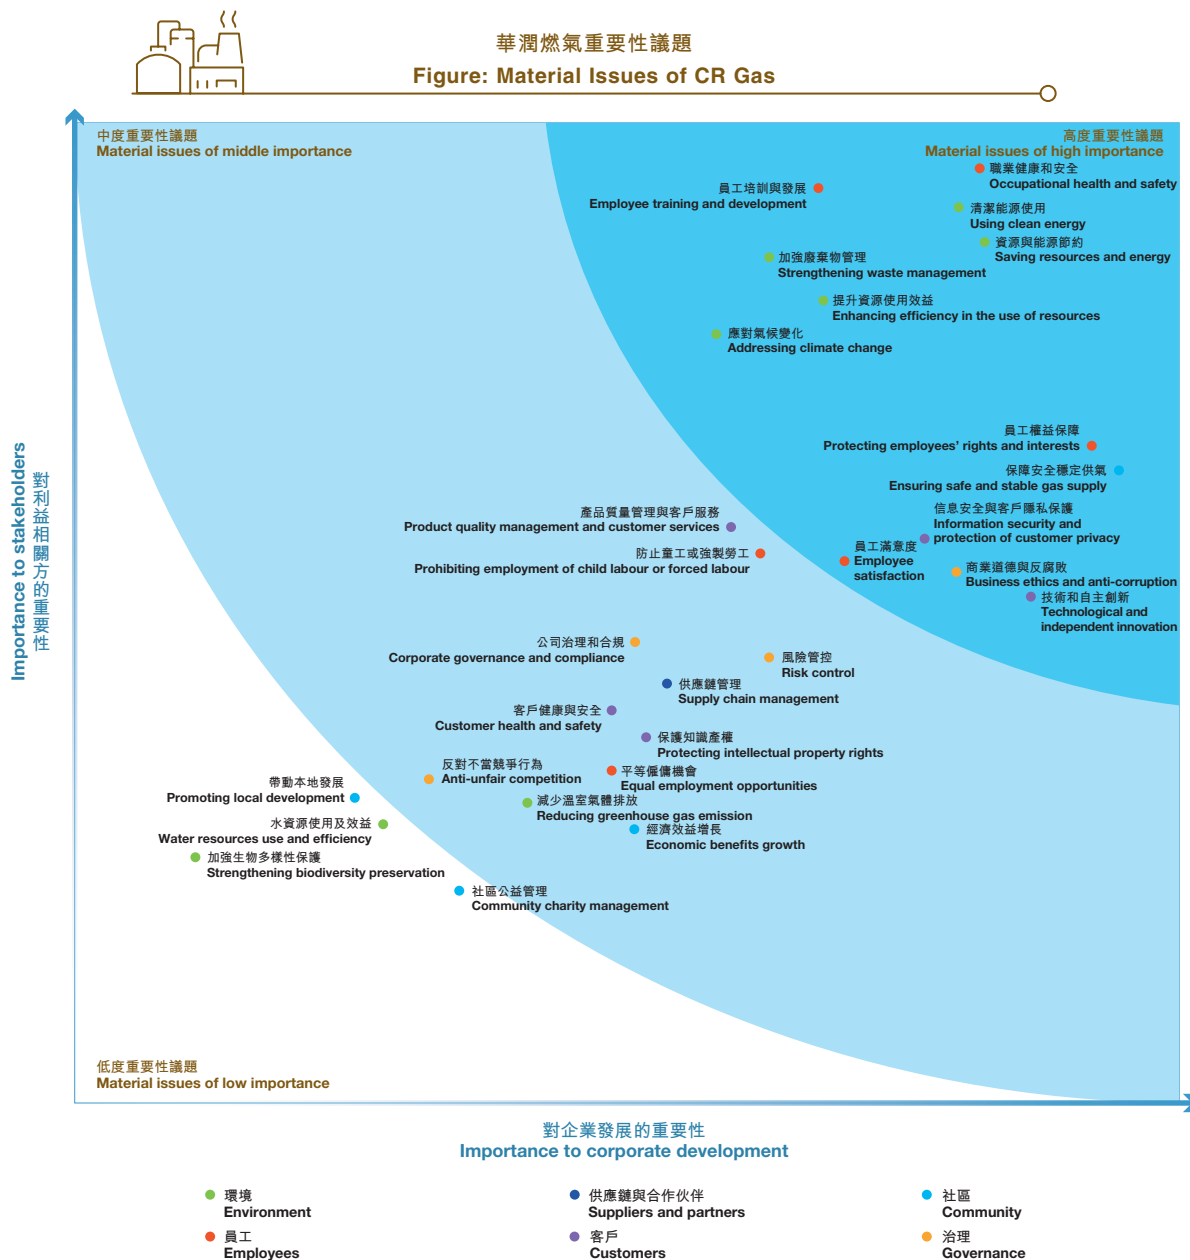 華潤燃氣重要性議題
Figure: Material Issues of CR Gas
中度重要性議題
Material issues of middle importance
高度重要性議題
Material issues of high importance
職業健康和安全
Occupational health and safety
員工培訓與發展
Employee training and development
清潔能源使用
Using clean energy
資源與能源節約
Saving resources and energy
加強廢棄物管理
Strengthening waste management
提升資源使用效益
Enhancing efficiency in the use of resources
應對氣候變化
Addressing climate change
員工權益保障
Protecting employees' rights and interests
保障安全穩定供氣
Ensuring safe and stable gas supply
產品質量管理與客戶服務
Product quality management and customer services
信息安全與客戶隱私保護
Information security and
protection of customer privacy
防止童工或強製勞工
Prohibiting employment of child labour or forced labour
員工滿意度
Employee
satisfaction
商業道德與反腐敗
Business ethics and anti-corruption
技術和自主創新
Technological and
independent innovation
公司治理和合規
Corporate governance and compliance
風險管控
Risk control
供應鏈管理
Supply chain management
客戶健康與安全
Customer health and safety
保護知識產權
Protecting intellectual property rights
反對不當競爭行為
Anti-unfair competition
平等僱傭機會
Equal employment opportunities
帶動本地發展
Promoting local development
減少溫室氣體排放
Reducing greenhouse gas emission
水資源使用及效益
Water resources use and efficiency
經濟效益增長
Economic benefits growth
加強生物多樣性保護
Strengthening biodiversity preservation
社區公益管理
Community charity management
低度重要性議題
Material issues of low importance
對利益相關方的重要性
Importance to stakeholders
對企業發展的重要性
Importance to corporate development
環境
Environment
供應鏈與合作伙伴
Suppliers and partners
社區
Community
員工
Employees
客戶
Customers
治理
Governance